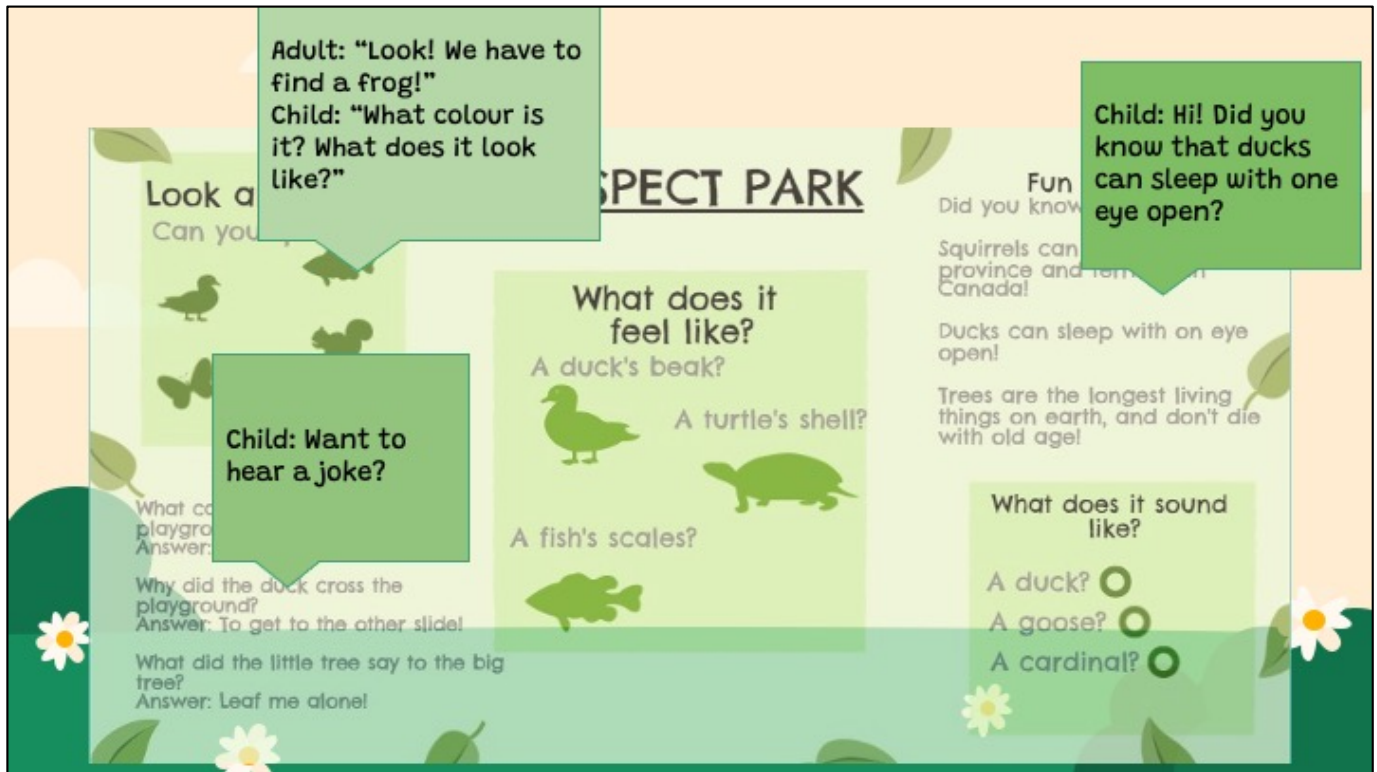 Adult: “Look! We have to
find a frog!”
Child: “What colour is
it? What does it look
like?”
Child: Hi! Did you
know that ducks
can sleep with one
eye open?
Look a
Can you
SPECT PARK
Fun
Did you know
Squirrels can
province and
Canada!
Ducks can sleep with on eye
open!
Trees are the longest living
things on earth, and don't die
with old age!
What does it
feel like?
A duck's beak?
A turtle's shell?
A fish's scales?
Child: Want to
hear a joke?
What
Answer:
Why did the duck cross the
playground?
Answer: To get to the other slide!
What did the little tree say to the big
tree?
Answer: Leaf me alone!
What does it sound
like?
A duck?
A goose?
A cardinal?